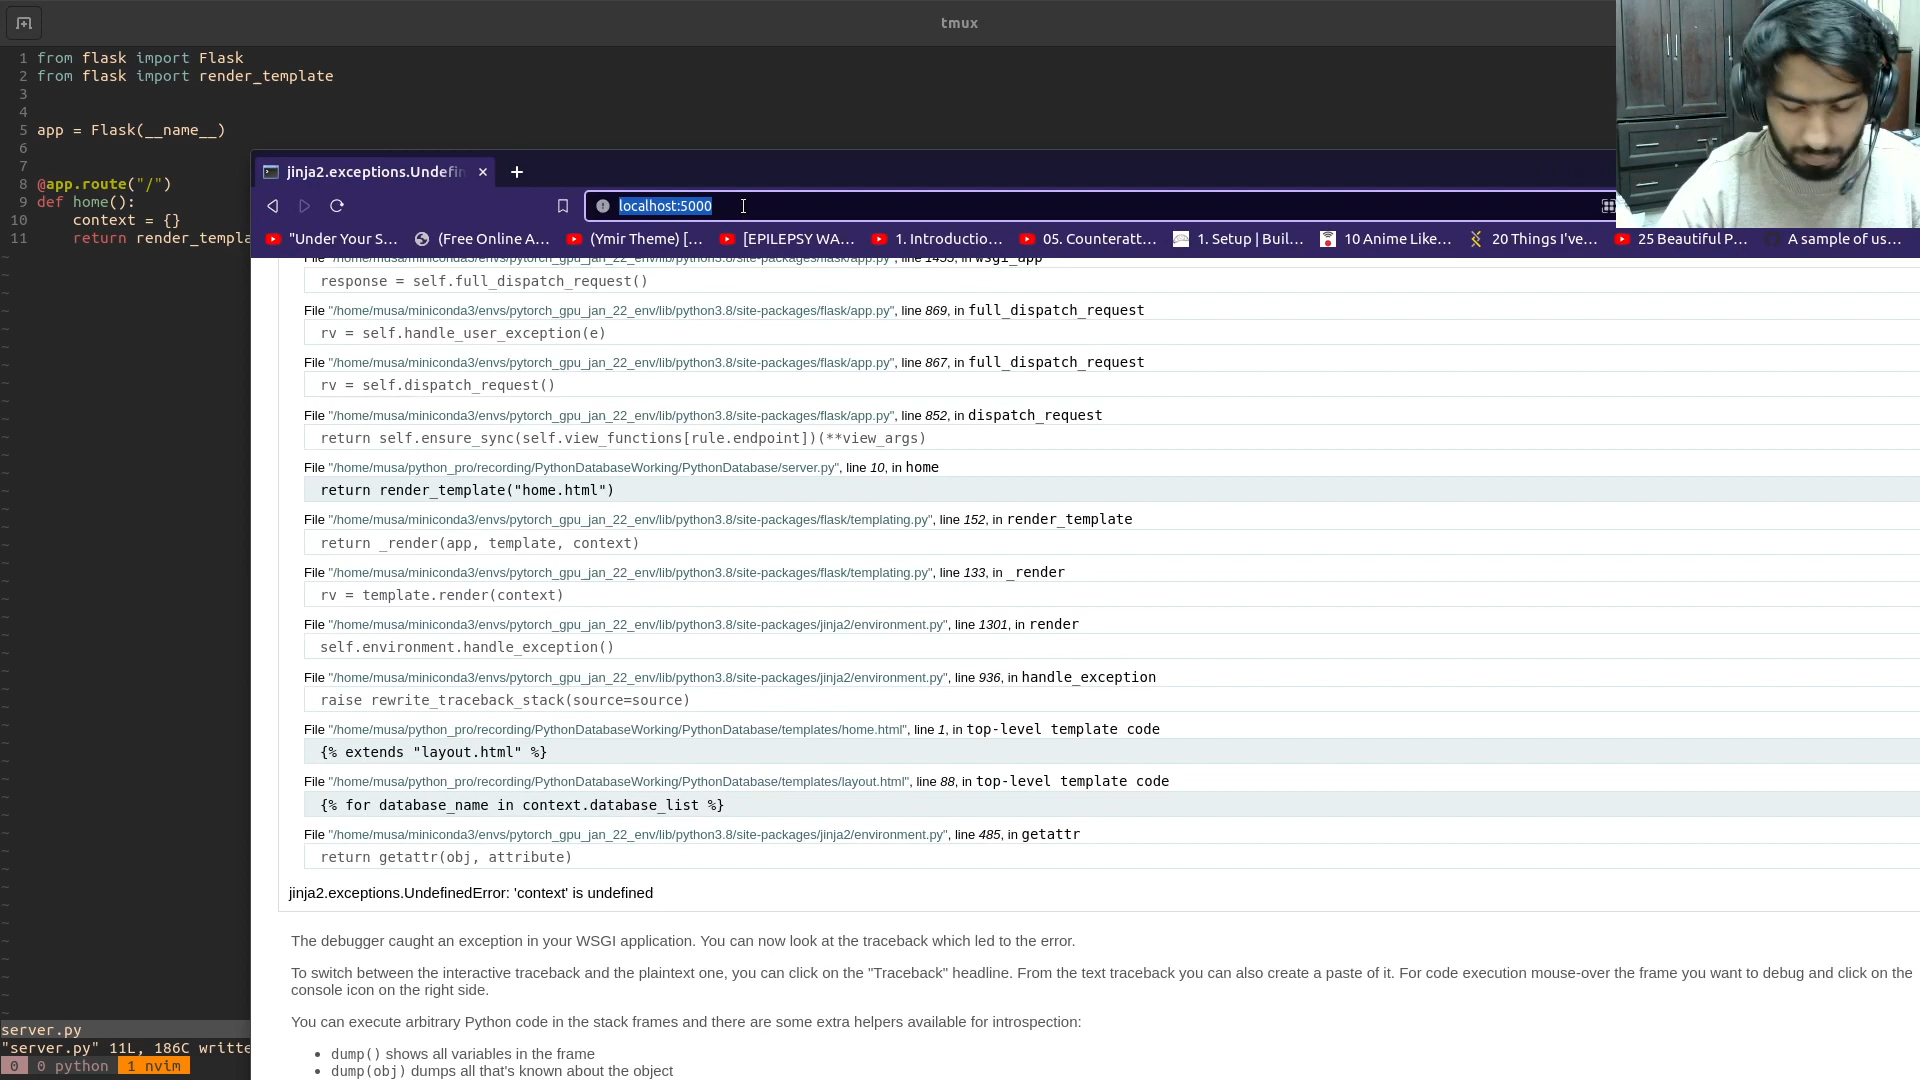 tmux
1 from flask import Flask
2 from flask import render_template
3
4
5 app = Flask(__name__)
6
7
8 @app.route("/")
9 def home():
10 context = {}
11 return render_templa
jinja2.exceptions.Undefin
localhost:5000
"Under Your S... (Free Online A... (Ymir Theme) [... [EPILEPSY WA... 1. Introductio... 05. Counteratt... 1. Setup | Buil... 10 Anime Like... 20 Things I've... 25 Beautiful P... A sample of us...
File "/home/musa/miniconda3/envs/pytorch_gpu_jan_22_env/lib/python3.8/site-packages/flask/app.py", line in wsgi_app
response = self.full_dispatch_request()
File "/home/musa/miniconda3/envs/pytorch_gpu_jan_22_env/lib/python3.8/site-packages/flask/app.py", line 869, in full_dispatch_request
rv = self.handle_user_exception(e)
File "/home/musa/miniconda3/envs/pytorch_gpu_jan_22_env/lib/python3.8/site-packages/flask/app.py", line 867, in full_dispatch_request
rv = self.dispatch_request()
File "/home/musa/miniconda3/envs/pytorch_gpu_jan_22_env/lib/python3.8/site-packages/flask/app.py", line 852, in dispatch_request
return self.ensure_sync(self.view_functions[rule.endpoint])(**view_args)
File "/home/musa/python_pro/recording/PythonDatabaseWorking/PythonDatabase/server.py", line 10, in home
return render_template("home.html")
File "/home/musa/miniconda3/envs/pytorch_gpu_jan_22_env/lib/python3.8/site-packages/flask/templating.py", line 152, in render_template
return _render(app, template, context)
File "/home/musa/miniconda3/envs/pytorch_gpu_jan_22_env/lib/python3.8/site-packages/flask/templating.py", line 133, in _render
rv = template.render(context)
File "/home/musa/miniconda3/envs/pytorch_gpu_jan_22_env/lib/python3.8/site-packages/jinja2/environment.py", line 1301, in render
self.environment.handle_exception()
File "/home/musa/miniconda3/envs/pytorch_gpu_jan_22_env/lib/python3.8/site-packages/jinja2/environment.py", line 936, in handle_exception
raise rewrite_traceback_stack(source=source)
File "/home/musa/python_pro/recording/PythonDatabaseWorking/PythonDatabase/templates/home.html", line 1, in top-level template code
{% extends "layout.html" %}
File "/home/musa/python_pro/recording/PythonDatabaseWorking/PythonDatabase/templates/layout.html", line 88, in top-level template code
{% for database_name in context.database_list %}
File "/home/musa/miniconda3/envs/pytorch_gpu_jan_22_env/lib/python3.8/site-packages/jinja2/environment.py", line 485, in getattr
return getattr(obj, attribute)
jinja2.exceptions.UndefinedError: 'context' is undefined
The debugger caught an exception in your WSGI application. You can now look at the traceback which led to the error.
To switch between the interactive traceback and the plaintext one, you can click on the "Traceback" headline. From the text traceback you can also create a paste of it. For code execution mouse-over the frame you want to debug and click on the
console icon on the right side.
You can execute arbitrary Python code in the stack frames and there are some extra helpers available for introspection:
• dump() shows all variables in the frame
• dump(obj) dumps all that's known about the object
server.py
"server.py" 11L, 186C writte
0 0 python 1 nvim